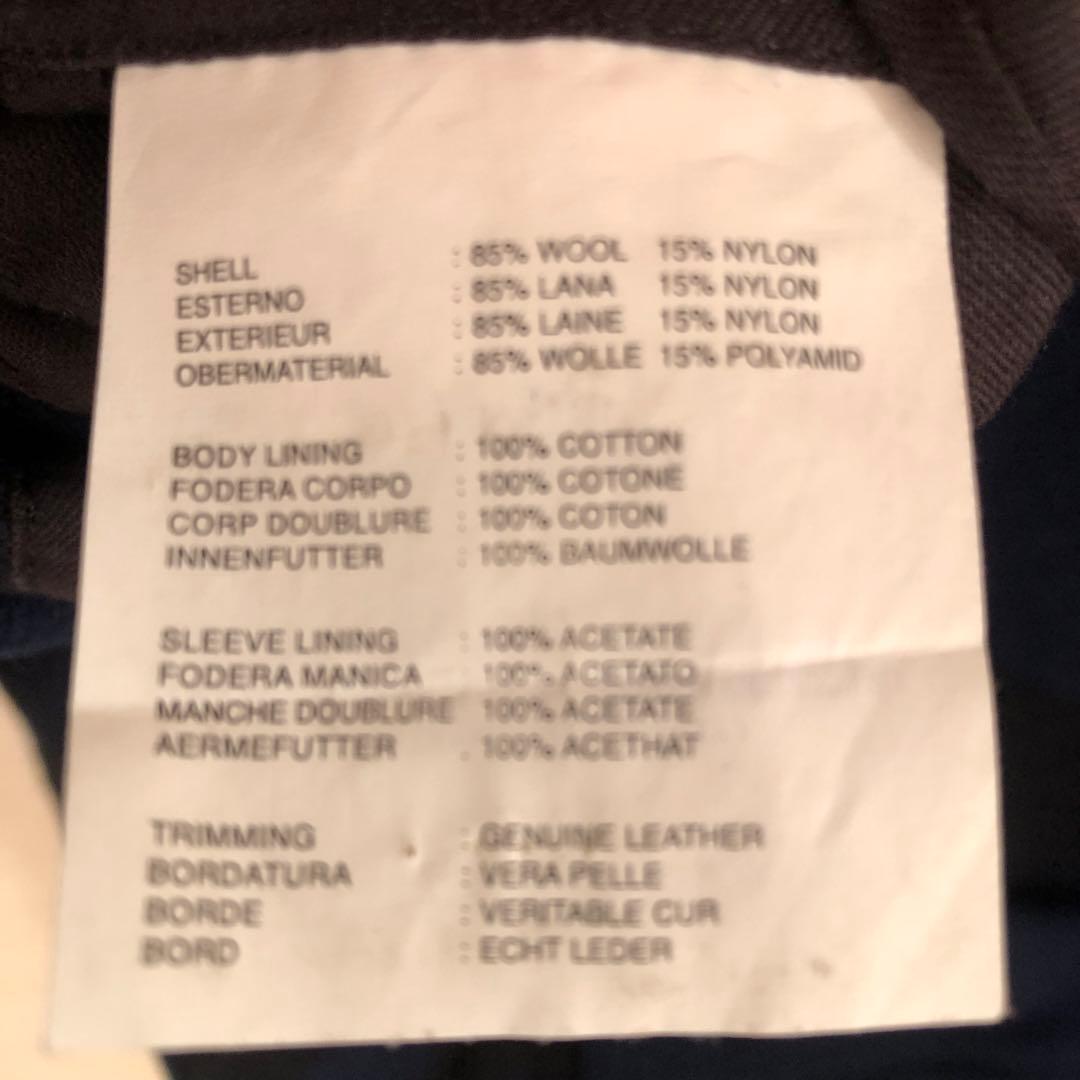 SHELL : 85% WOOL 15% NYLON
ESTERNO : 85% LANA 15% NYLON
EXTERIEUR : 85% LAINE 15% NYLON
OBERMATERIAL : 85% WOLLE 15% POLYAMID
BODY LINING : 100% COTTON
FODERA CORPO : 100% COTONE
CORP DOUBLURE : 100% COTON
INNENFUTTER : 100% BAUMWOLLE
SLEEVE LINING : 100% ACETATE
FODERA MANICA : 100% ACETATO
MANCHE DOUBLURE : 100% ACETATE
AERMEFUTTER : 100% ACETHAT
TRIMMING : GENUINE LEATHER
BORDATURA : VERA PELLE
BORDE : VERITABLE CUR
BORD : ECHT LEDER